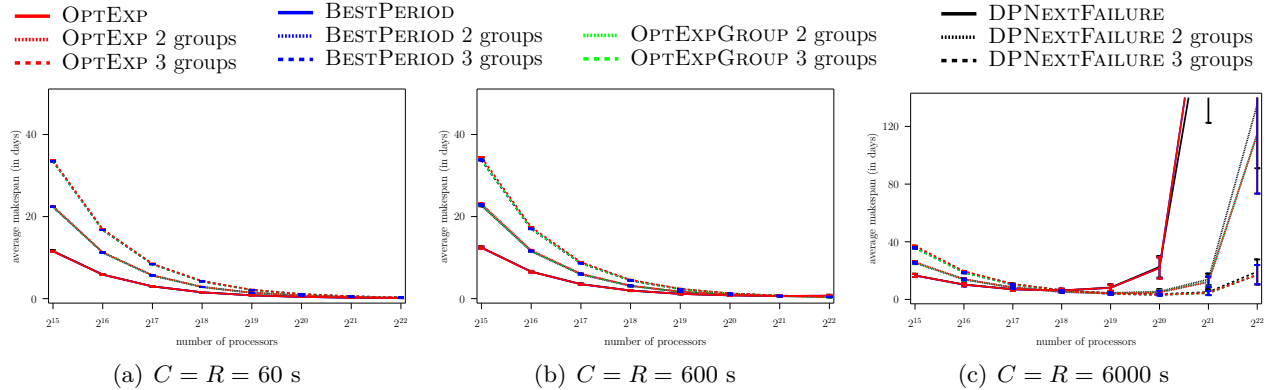 OPTEXP BESTPERIOD DPNEXTFAILURE
OPTEXP 2 groups BESTPERIOD 2 groups OPTEXPGROUP 2 groups DPNEXTFAILURE 2 groups
OPTEXP 3 groups BESTPERIOD 3 groups OPTEXPGROUP 3 groups DPNEXTFAILURE 3 groups
average makespan (in days)
40
20
0
2^15 2^16 2^17 2^18 2^19 2^20 2^21 2^22
number of processors
(a) C = R = 60 s
average makespan (in days)
40
20
0
2^15 2^16 2^17 2^18 2^19 2^20 2^21 2^22
number of processors
(b) C = R = 600 s
average makespan (in days)
120
80
40
0
2^15 2^16 2^17 2^18 2^19 2^20 2^21 2^22
number of processors
(c) C = R = 6000 s